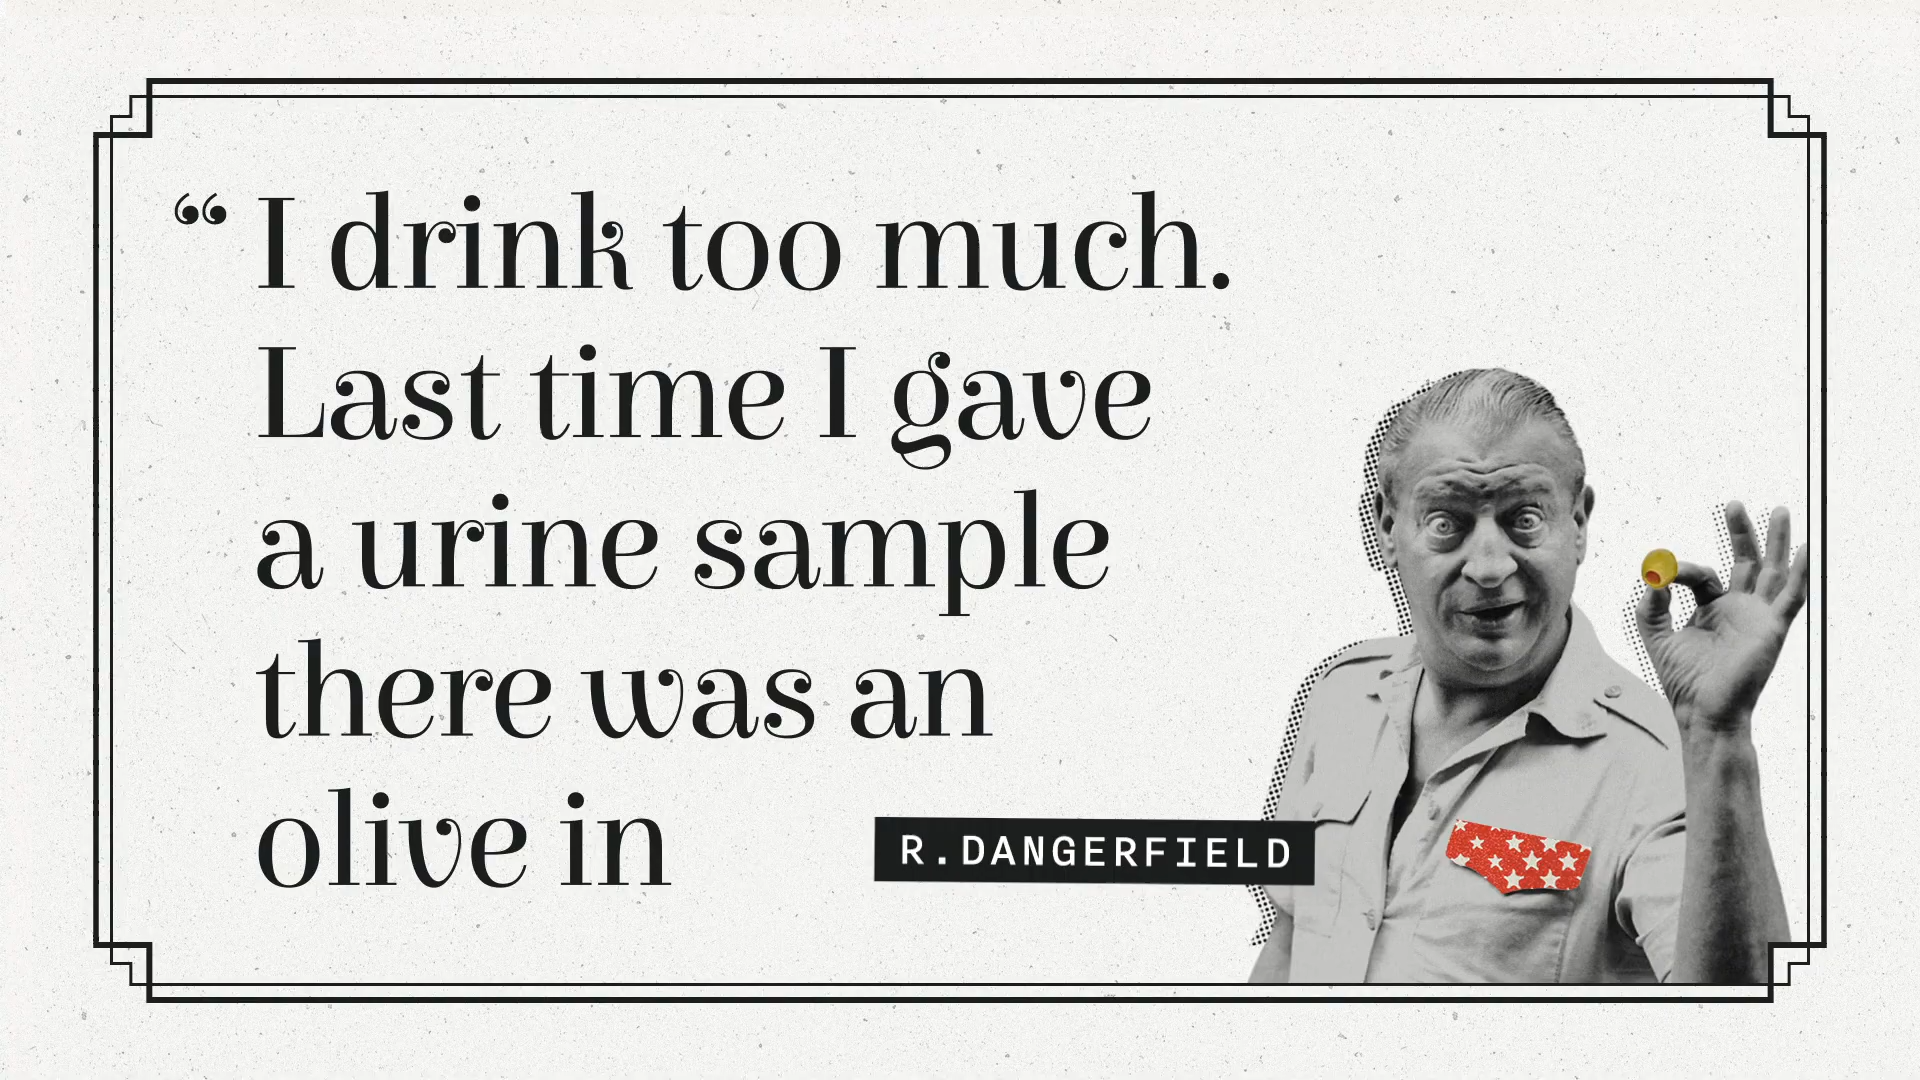 “ I drink too much.
Last time I gave
a urine sample
there was an
olive in
R.DANGERFIELD